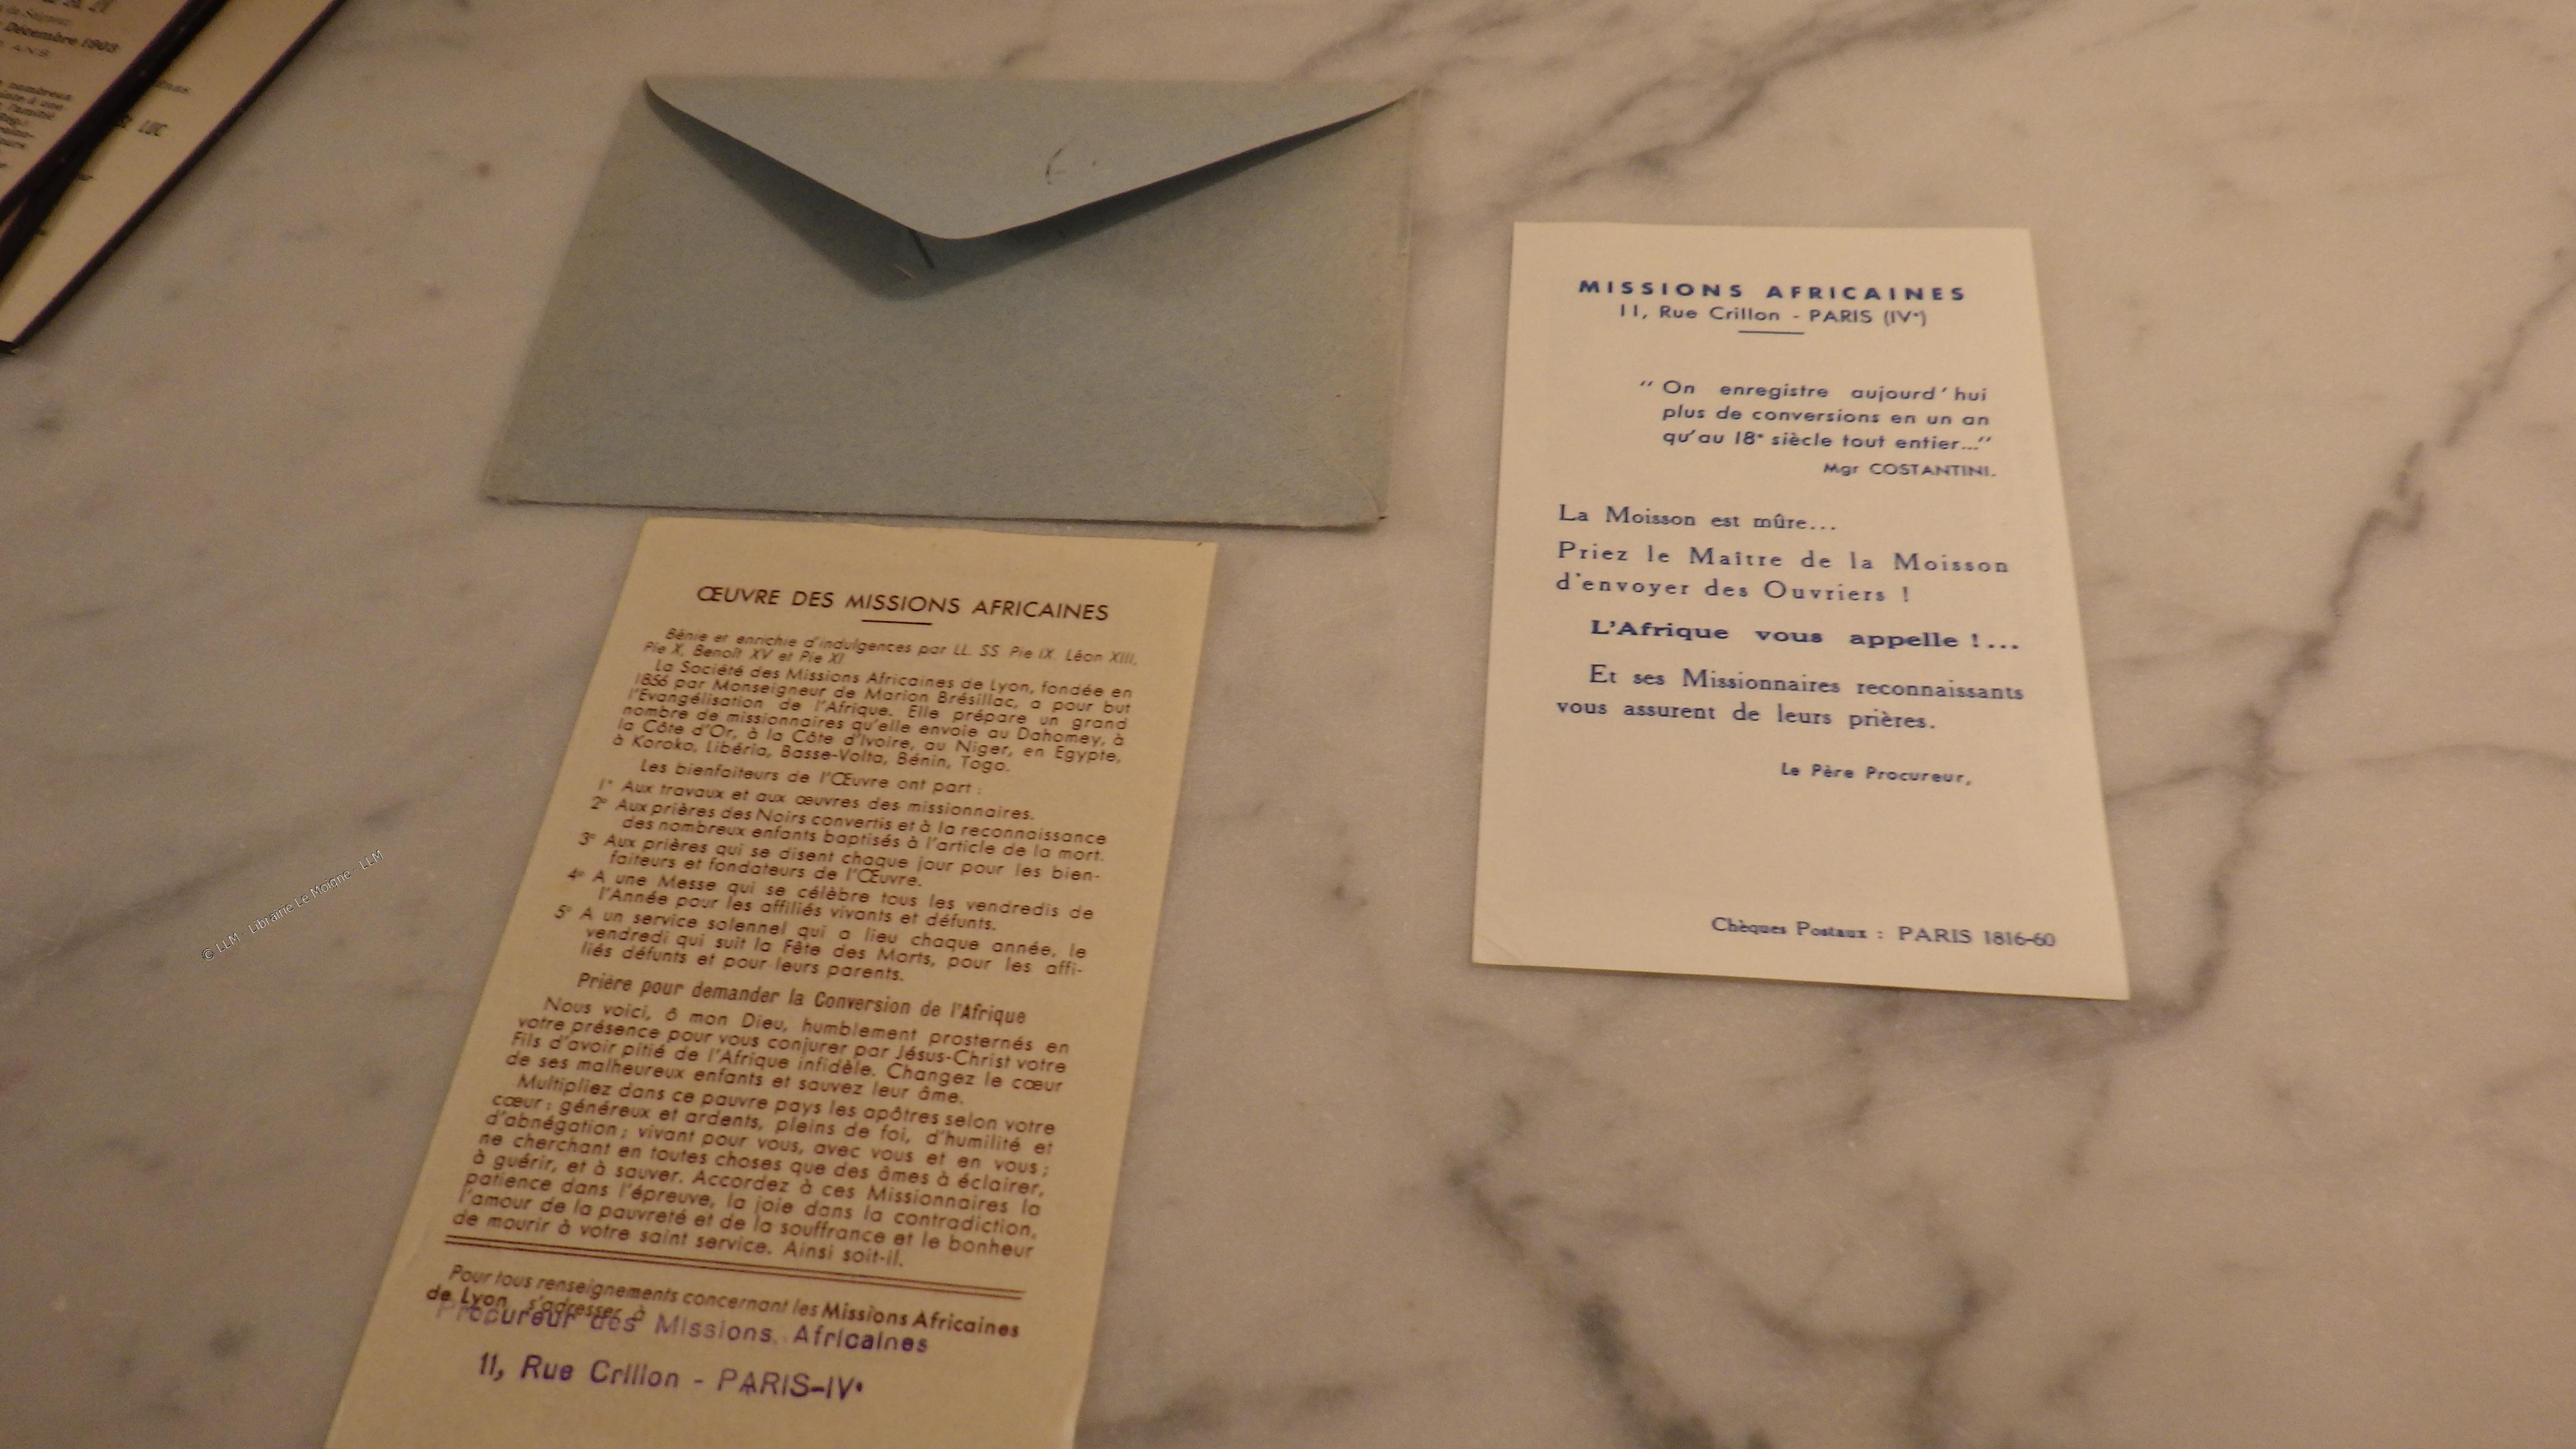 Décembre 1903
ANS
nombreux
LUC
MISSIONS AFRICAINES
11, Rue Crillon - PARIS (IVᵉ)
“ On enregistre aujourd’hui
plus de conversions en un an
qu’au 18ᵉ siècle tout entier...”
Mgr COSTANTINI.
La Moisson est mûre...
Priez le Maître de la Moisson
d’envoyer des Ouvriers !
L’Afrique vous appelle !...
Et ses Missionnaires reconnaissants
vous assurent de leurs prières.
Le Père Procureur,
Chèques Postaux : PARIS 1816-60
ŒUVRE DES MISSIONS AFRICAINES
Bénie et enrichie d’indulgences par LL. SS. Pie IX. Léon XIII,
Pie X, Benoît XV et Pie XI
La Société des Missions Africaines de Lyon, fondée en
1856 par Monseigneur de Marion Brésillac, a pour but
l’Evangélisation de l’Afrique. Elle prépare un grand
nombre de missionnaires qu’elle envoie au Dahomey, à
la Côte d’Or, à la Côte d’Ivoire, au Niger, en Egypte,
à Koroko, Libéria, Basse-Volta, Bénin, Togo.
Les bienfaiteurs de l’Œuvre ont part :
1° Aux travaux et aux œuvres des missionnaires.
2° Aux prières des Noirs convertis et à la reconnaissance
des nombreux enfants baptisés à l’article de la mort.
3° Aux prières qui se disent chaque jour pour les bien-
faiteurs et fondateurs de l’Œuvre.
4° A une Messe qui se célèbre tous les vendredis de
l’Année pour les affiliés vivants et défunts.
5° A un service solennel qui a lieu chaque année, le
vendredi qui suit la Fête des Morts, pour les affi-
liés défunts et pour leurs parents.
Prière pour demander la Conversion de l’Afrique
Nous voici, ô mon Dieu, humblement prosternés en
votre présence pour vous conjurer par Jésus-Christ votre
Fils d’avoir pitié de l’Afrique infidèle. Changez le cœur
de ses malheureux enfants et sauvez leur âme.
Multipliez dans ce pauvre pays les apôtres selon votre
cœur : généreux et ardents, pleins de foi, d’humilité et
d’abnégation ; vivant pour vous, avec vous et en vous ;
ne cherchant en toutes choses que des âmes à éclairer,
à guérir, et à sauver. Accordez à ces Missionnaires la
patience dans l’épreuve, la joie dans la contradiction,
l’amour de la pauvreté et de la souffrance et le bonheur
de mourir à votre saint service. Ainsi soit-il.
Pour tous renseignements concernant les Missions Africaines
de Lyon s’adresser à
Procureur des Missions Africaines
11, Rue Crillon - PARIS-IVᵉ
© LLM - Librairie Le Moigne - LLM